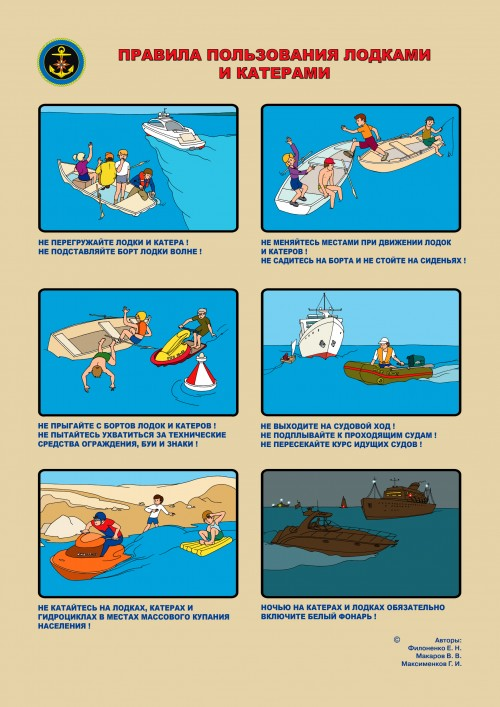 ПРАВИЛА ПОЛЬЗОВАНИЯ ЛОДКАМИ
И КАТЕРАМИ
НЕ ПЕРЕГРУЖАЙТЕ ЛОДКИ И КАТЕРА !
НЕ ПОДСТАВЛЯЙТЕ БОРТ ЛОДКИ ВОЛНЕ !
НЕ МЕНЯЙТЕСЬ МЕСТАМИ ПРИ ДВИЖЕНИИ ЛОДОК
И КАТЕРОВ !
НЕ САДИТЕСЬ НА БОРТА И НЕ СТОЙТЕ НА СИДЕНЬЯХ !
НЕ ПРЫГАЙТЕ С БОРТОВ ЛОДОК И КАТЕРОВ !
НЕ ПЫТАЙТЕСЬ УХВАТИТЬСЯ ЗА ТЕХНИЧЕСКИЕ
СРЕДСТВА ОГРАЖДЕНИЯ, БУИ И ЗНАКИ !
НЕ ВЫХОДИТЕ НА СУДОВОЙ ХОД !
НЕ ПОДПЛЫВАЙТЕ К ПРОХОДЯЩИМ СУДАМ !
НЕ ПЕРЕСЕКАЙТЕ КУРС ИДУЩИХ СУДОВ !
НЕ КАТАЙТЕСЬ НА ЛОДКАХ, КАТЕРАХ И
ГИДРОЦИКЛАХ В МЕСТАХ МАССОВОГО КУПАНИЯ
НАСЕЛЕНИЯ !
НОЧЬЮ НА КАТЕРАХ И ЛОДКАХ ОБЯЗАТЕЛЬНО
ВКЛЮЧИТЕ БЕЛЫЙ ФОНАРЬ !
© Авторы:
Филоненко Е. Н.
Макаров В. В.
Максименков Г. И.